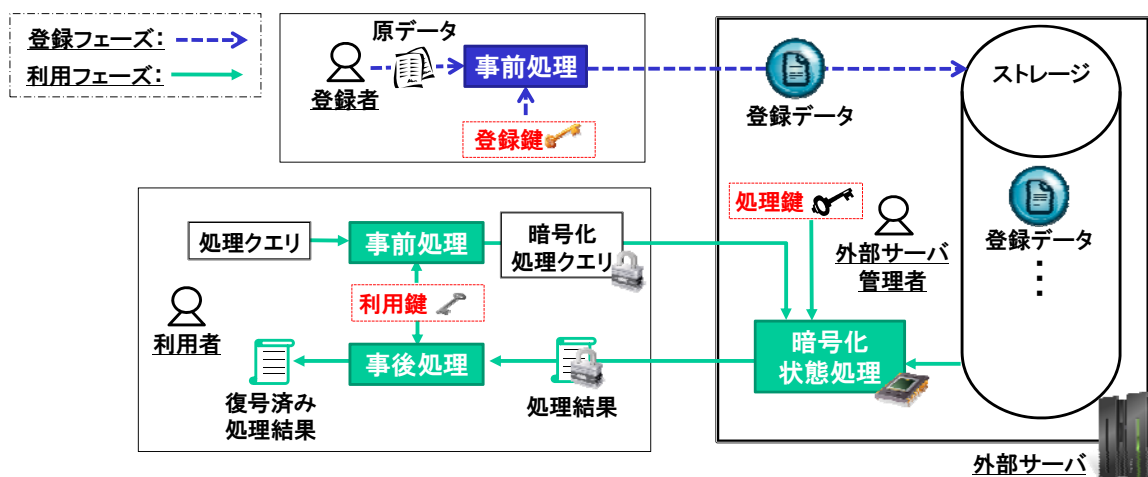 登録フェーズ:
利用フェーズ:
原データ
登録者
事前処理
登録鍵
登録データ
ストレージ
登録データ
処理鍵
外部サーバ
管理者
処理クエリ
事前処理
暗号化
処理クエリ
利用鍵
利用者
事後処理
復号済み
処理結果
処理結果
暗号化
状態処理
外部サーバ